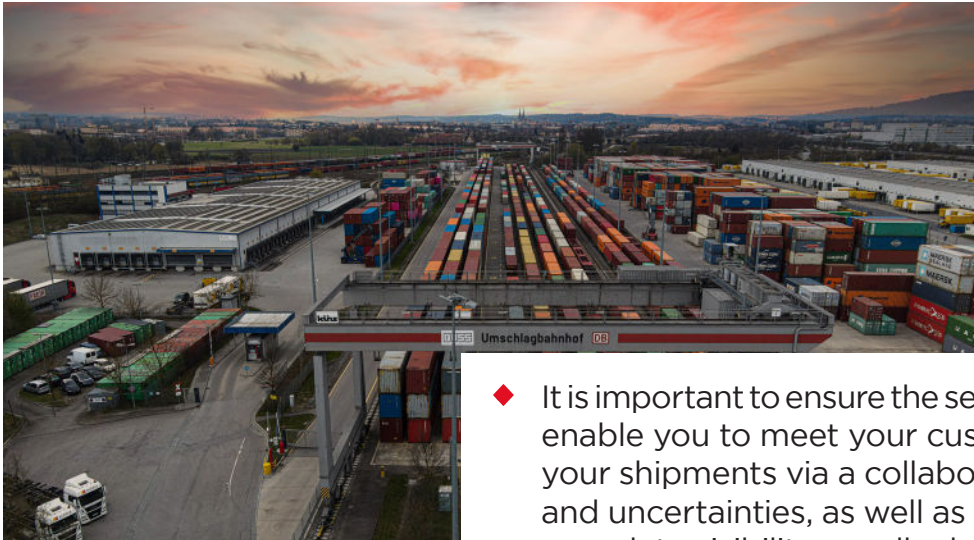 künz
DUSS Umschlagbahnhof DB
MAERSK
◆ It is important to ensure the se
enable you to meet your cus
your shipments via a collabo
and uncertainties, as well as